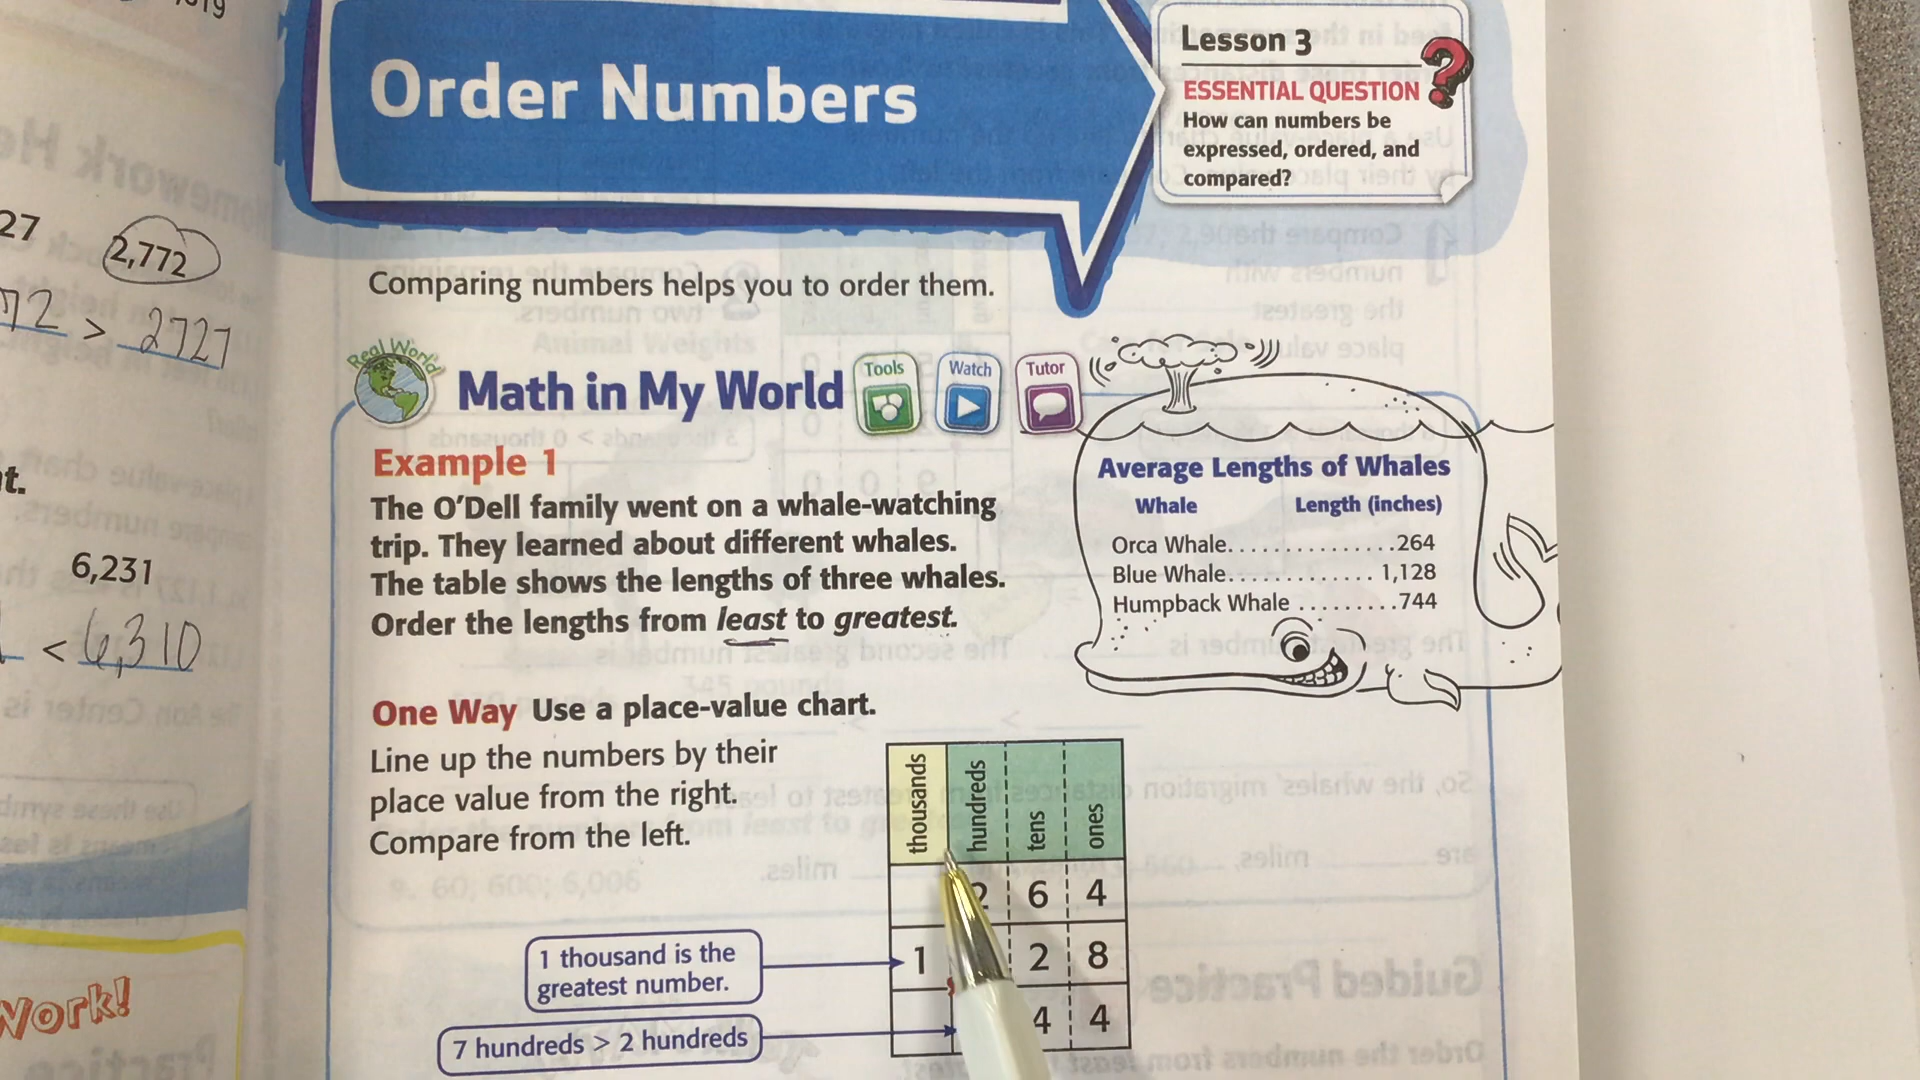 27
2,772
72 > 2727
t.
6,231
< 6,310
Work!
Order Numbers
Lesson 3
ESSENTIAL QUESTION
How can numbers be
expressed, ordered, and
compared?
Comparing numbers helps you to order them.
Real World
Math in My World
Tools
Watch
Tutor
Example 1
The O'Dell family went on a whale-watching
trip. They learned about different whales.
The table shows the lengths of three whales.
Order the lengths from least to greatest.
Average Lengths of Whales
Whale Length (inches)
Orca Whale..............264
Blue Whale............. 1,128
Humpback Whale .........744
One Way Use a place-value chart.
Line up the numbers by their
place value from the right.
Compare from the left.
thousands hundreds tens ones
2 6 4
1 2 8
4 4
1 thousand is the
greatest number.
7 hundreds > 2 hundreds